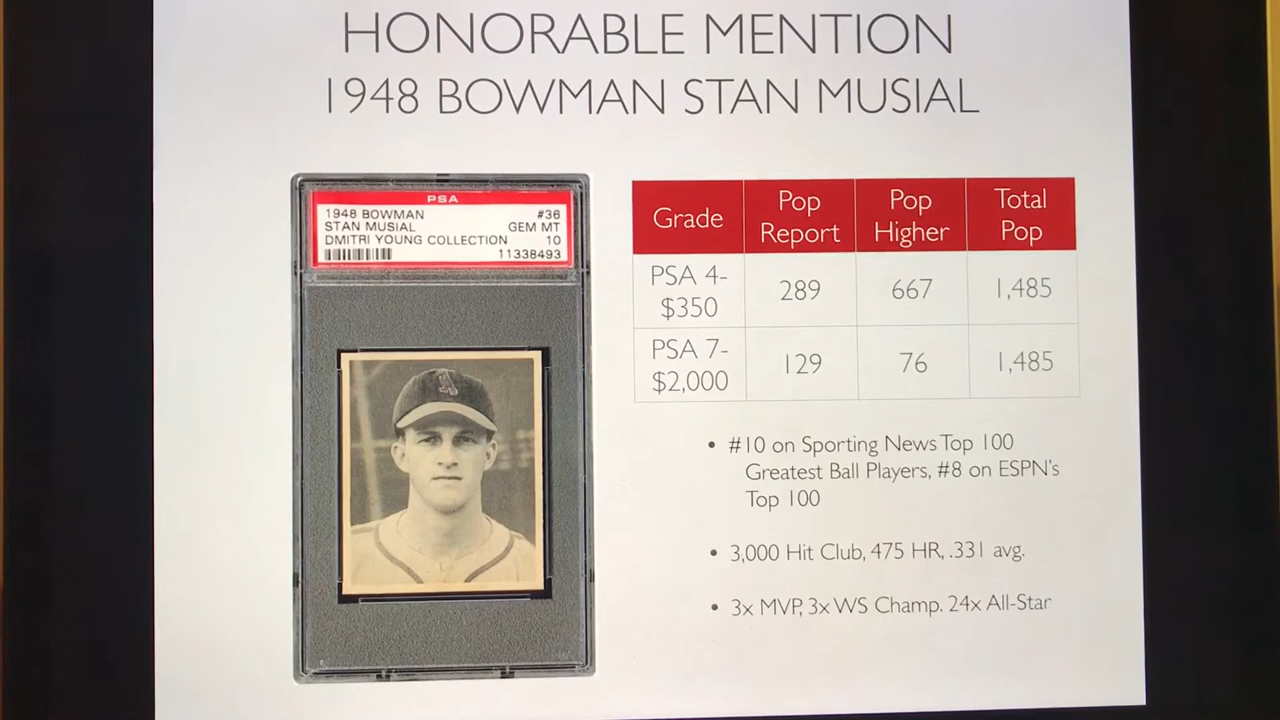 HONORABLE MENTION
1948 BOWMAN STAN MUSIAL
PSA
1948 BOWMAN #36
STAN MUSIAL GEM MT
DMITRI YOUNG COLLECTION 10
11338493
A
Grade Pop Report Pop Higher Total Pop
PSA 4- $350 289 667 1,485
PSA 7- $2,000 129 76 1,485
• #10 on Sporting News Top 100
Greatest Ball Players, #8 on ESPN's
Top 100
• 3,000 Hit Club, 475 HR, .331 avg.
• 3x MVP, 3x WS Champ. 24x All-Star